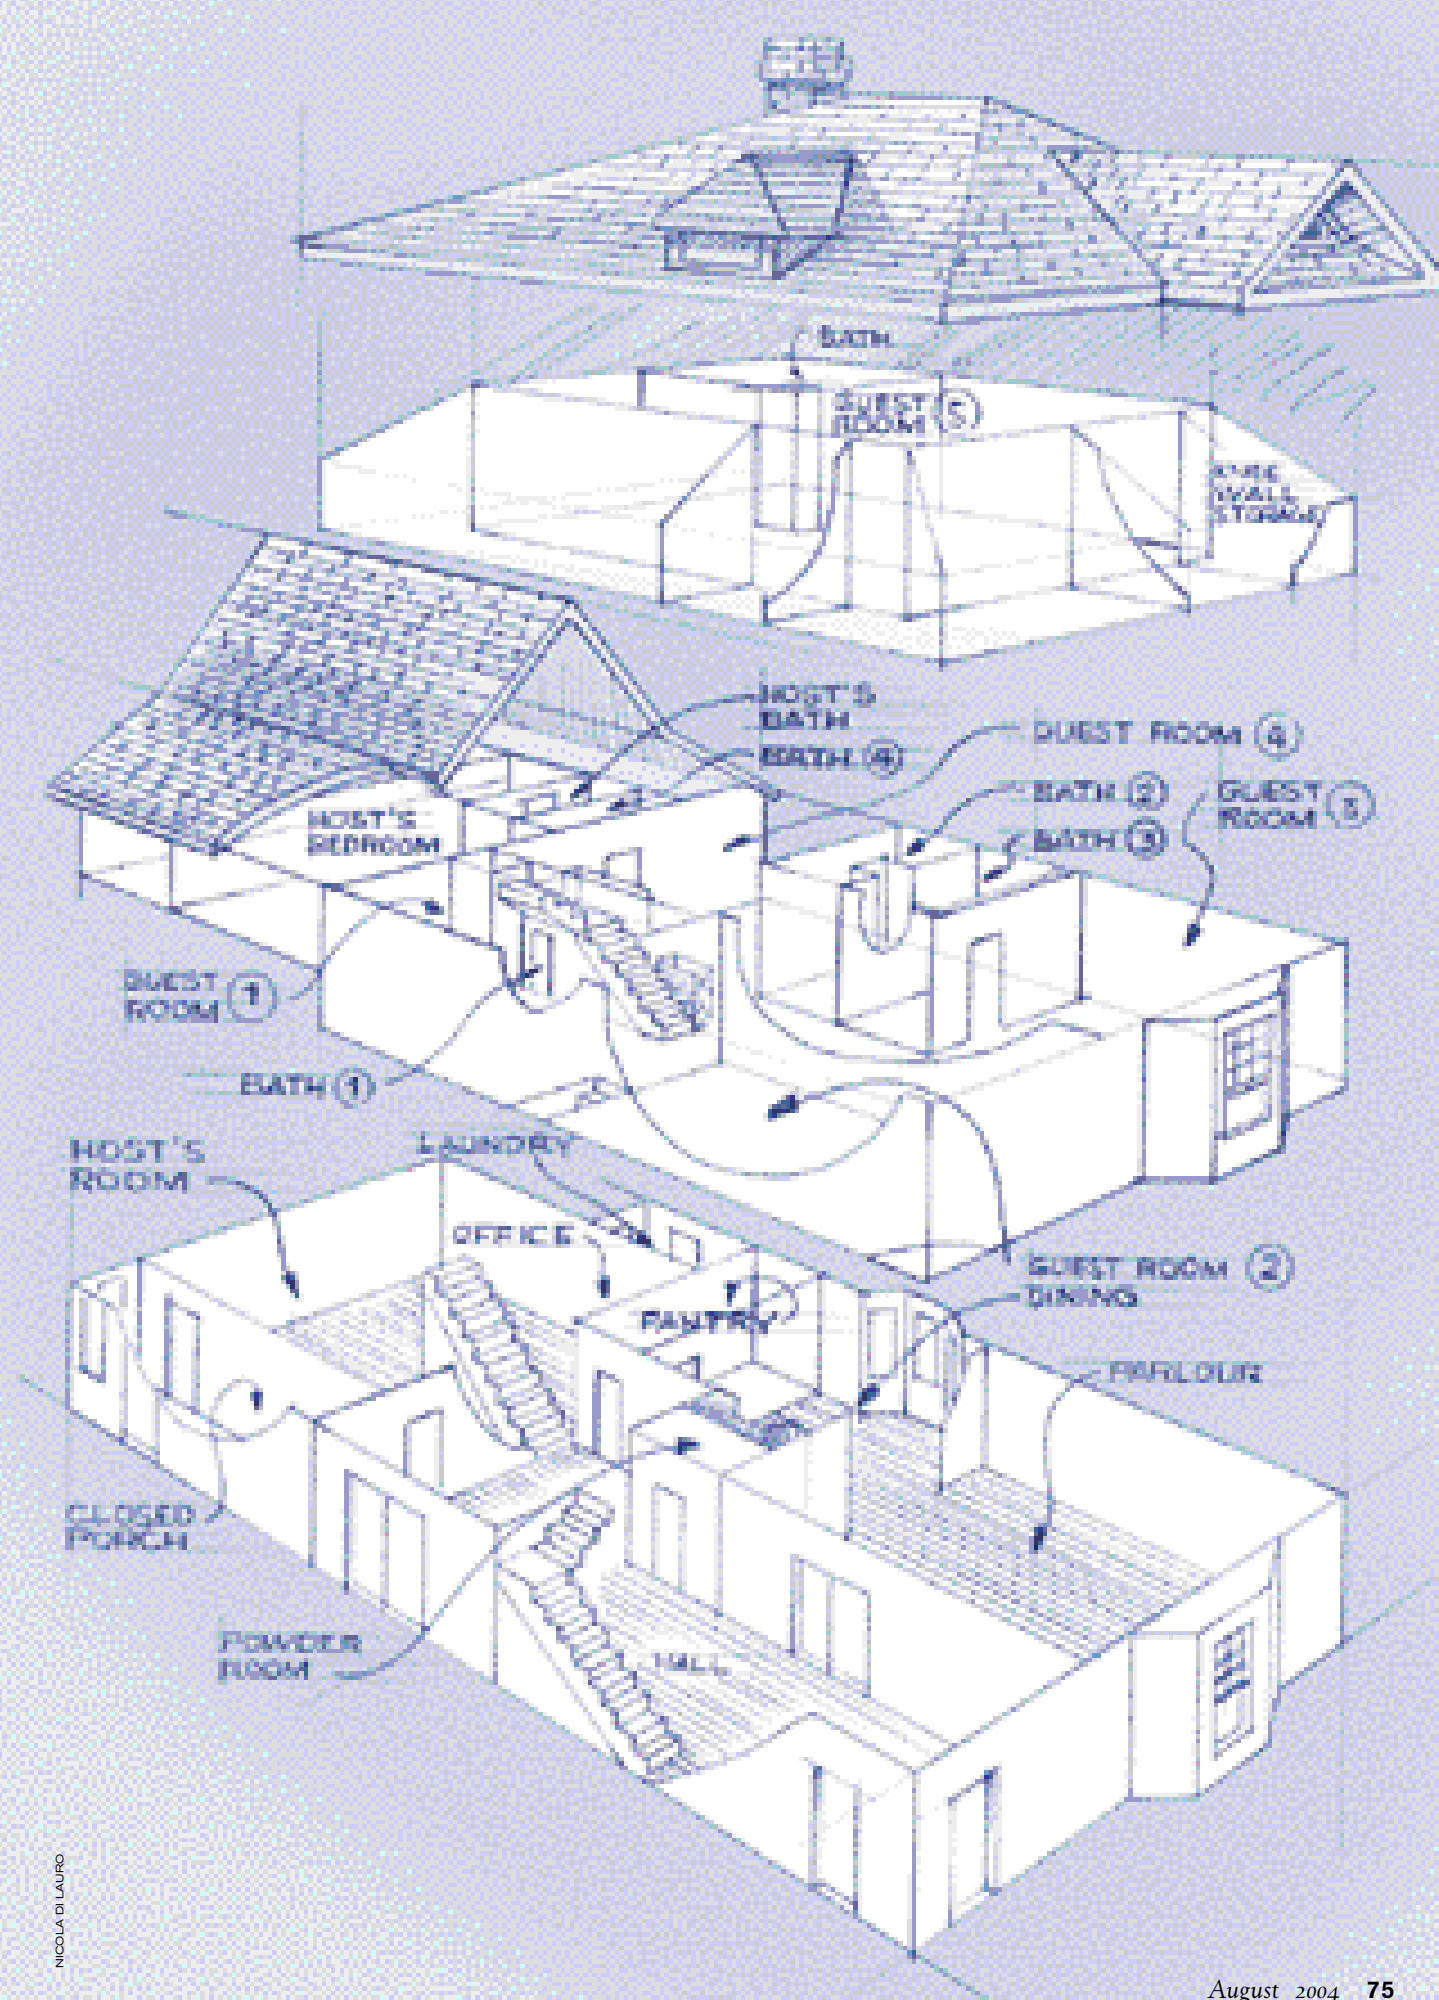 BATH
GUEST
ROOM 5
KNEE
WALL
STORAGE
HOST'S
BATH
BATH 4
GUEST ROOM 4
BATH 2
GUEST
ROOM 3
BATH 3
HOST'S
BEDROOM
GUEST
ROOM 1
BATH 1
HOST'S
ROOM
LAUNDRY
OFFICE
PANTRY
GUEST ROOM 2
DINING
PARLOUR
CLOSED
PORCH
POWDER
ROOM
HALL
NICOLA DI LAURO
August 2004 75